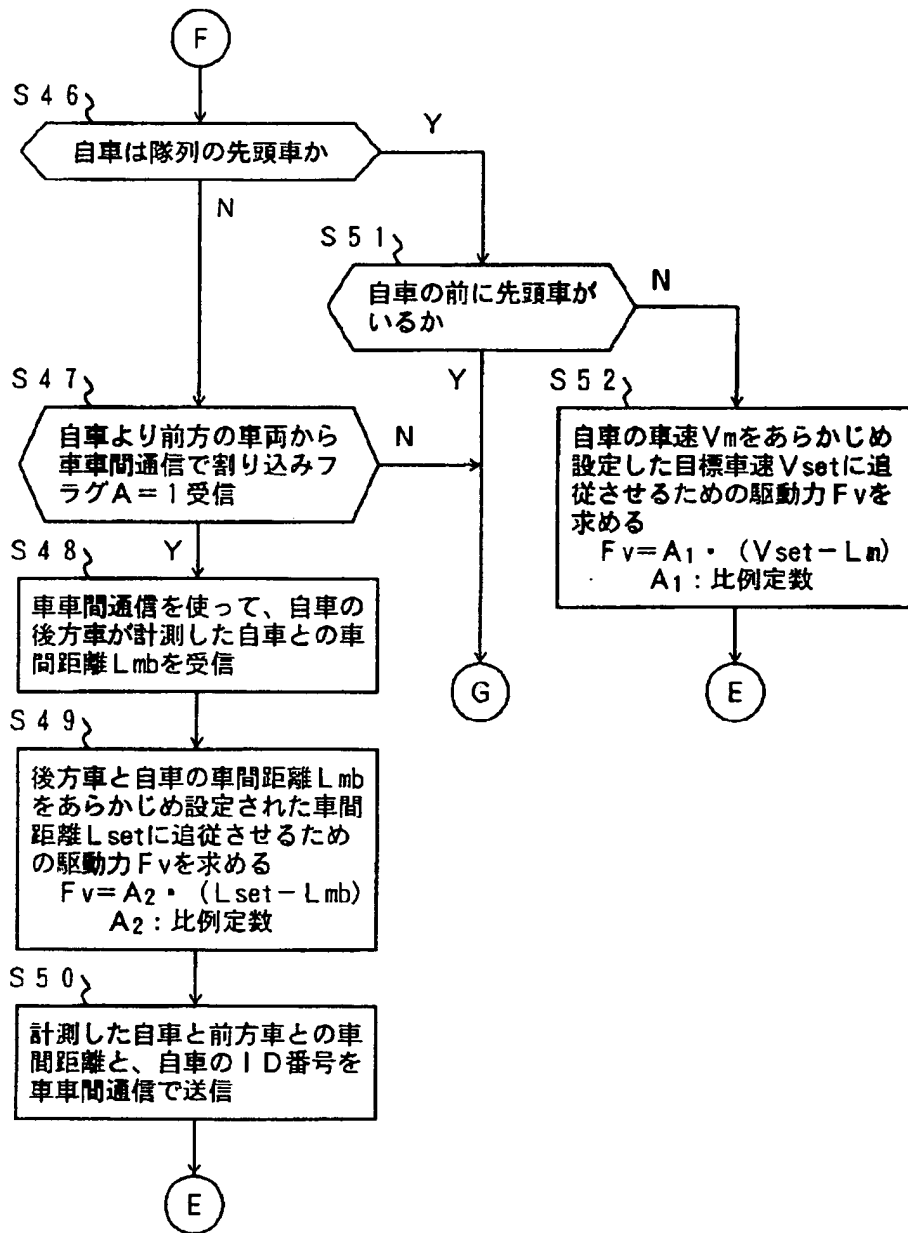 F
S46
自車は隊列の先頭車か
Y
N
S51
自車の前に先頭車が
いるか
N
Y
S47
自車より前方の車両から
車車間通信で割り込みフ
ラグA＝1受信
N
Y
S52
自車の車速Vmをあらかじめ
設定した目標車速Vsetに追
従させるための駆動力Fvを
求める
Fv＝A₁・（Vset−Lm）
A₁：比例定数
S48
車車間通信を使って、自車の
後方車が計測した自車との車
間距離Lmbを受信
G
E
S49
後方車と自車の車間距離Lmb
をあらかじめ設定された車間
距離Lsetに追従させるため
の駆動力Fvを求める
Fv＝A₂・（Lset−Lmb）
A₂：比例定数
S50
計測した自車と前方車との車
間距離と、自車のID番号を
車車間通信で送信
E